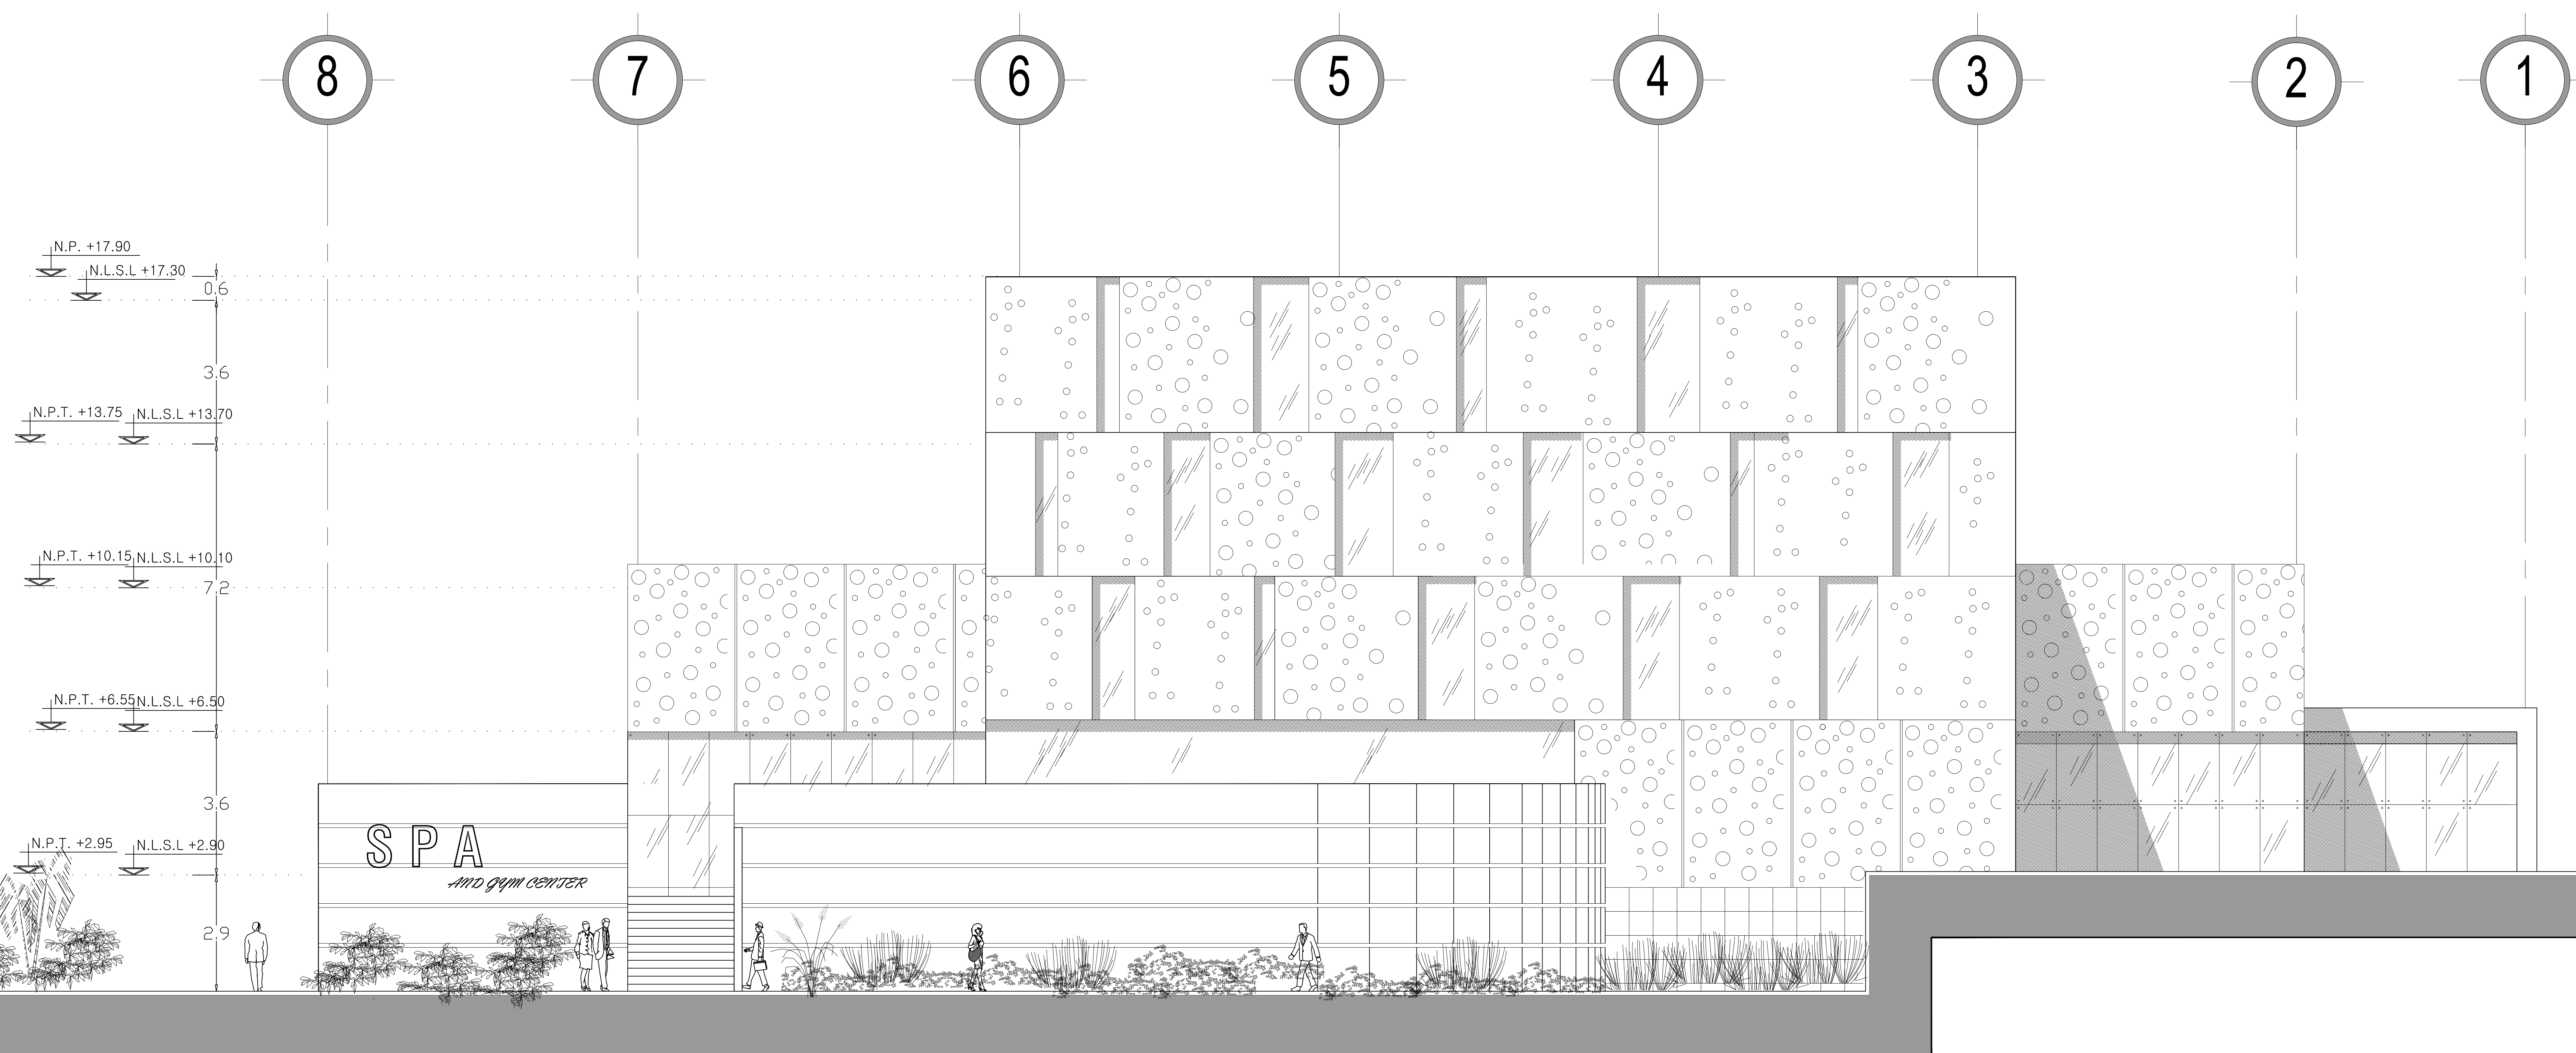 8 7 6 5 4 3 2 1
N.P. +17.90
N.L.S.L +17.30
0.6
3.6
N.P.T. +13.75 N.L.S.L +13.70
N.P.T. +10.15 N.L.S.L +10.10
7.2
N.P.T. +6.55 N.L.S.L +6.50
3.6
SPA
N.P.T. +2.95 N.L.S.L +2.90
AND GYM CENTER
2.9